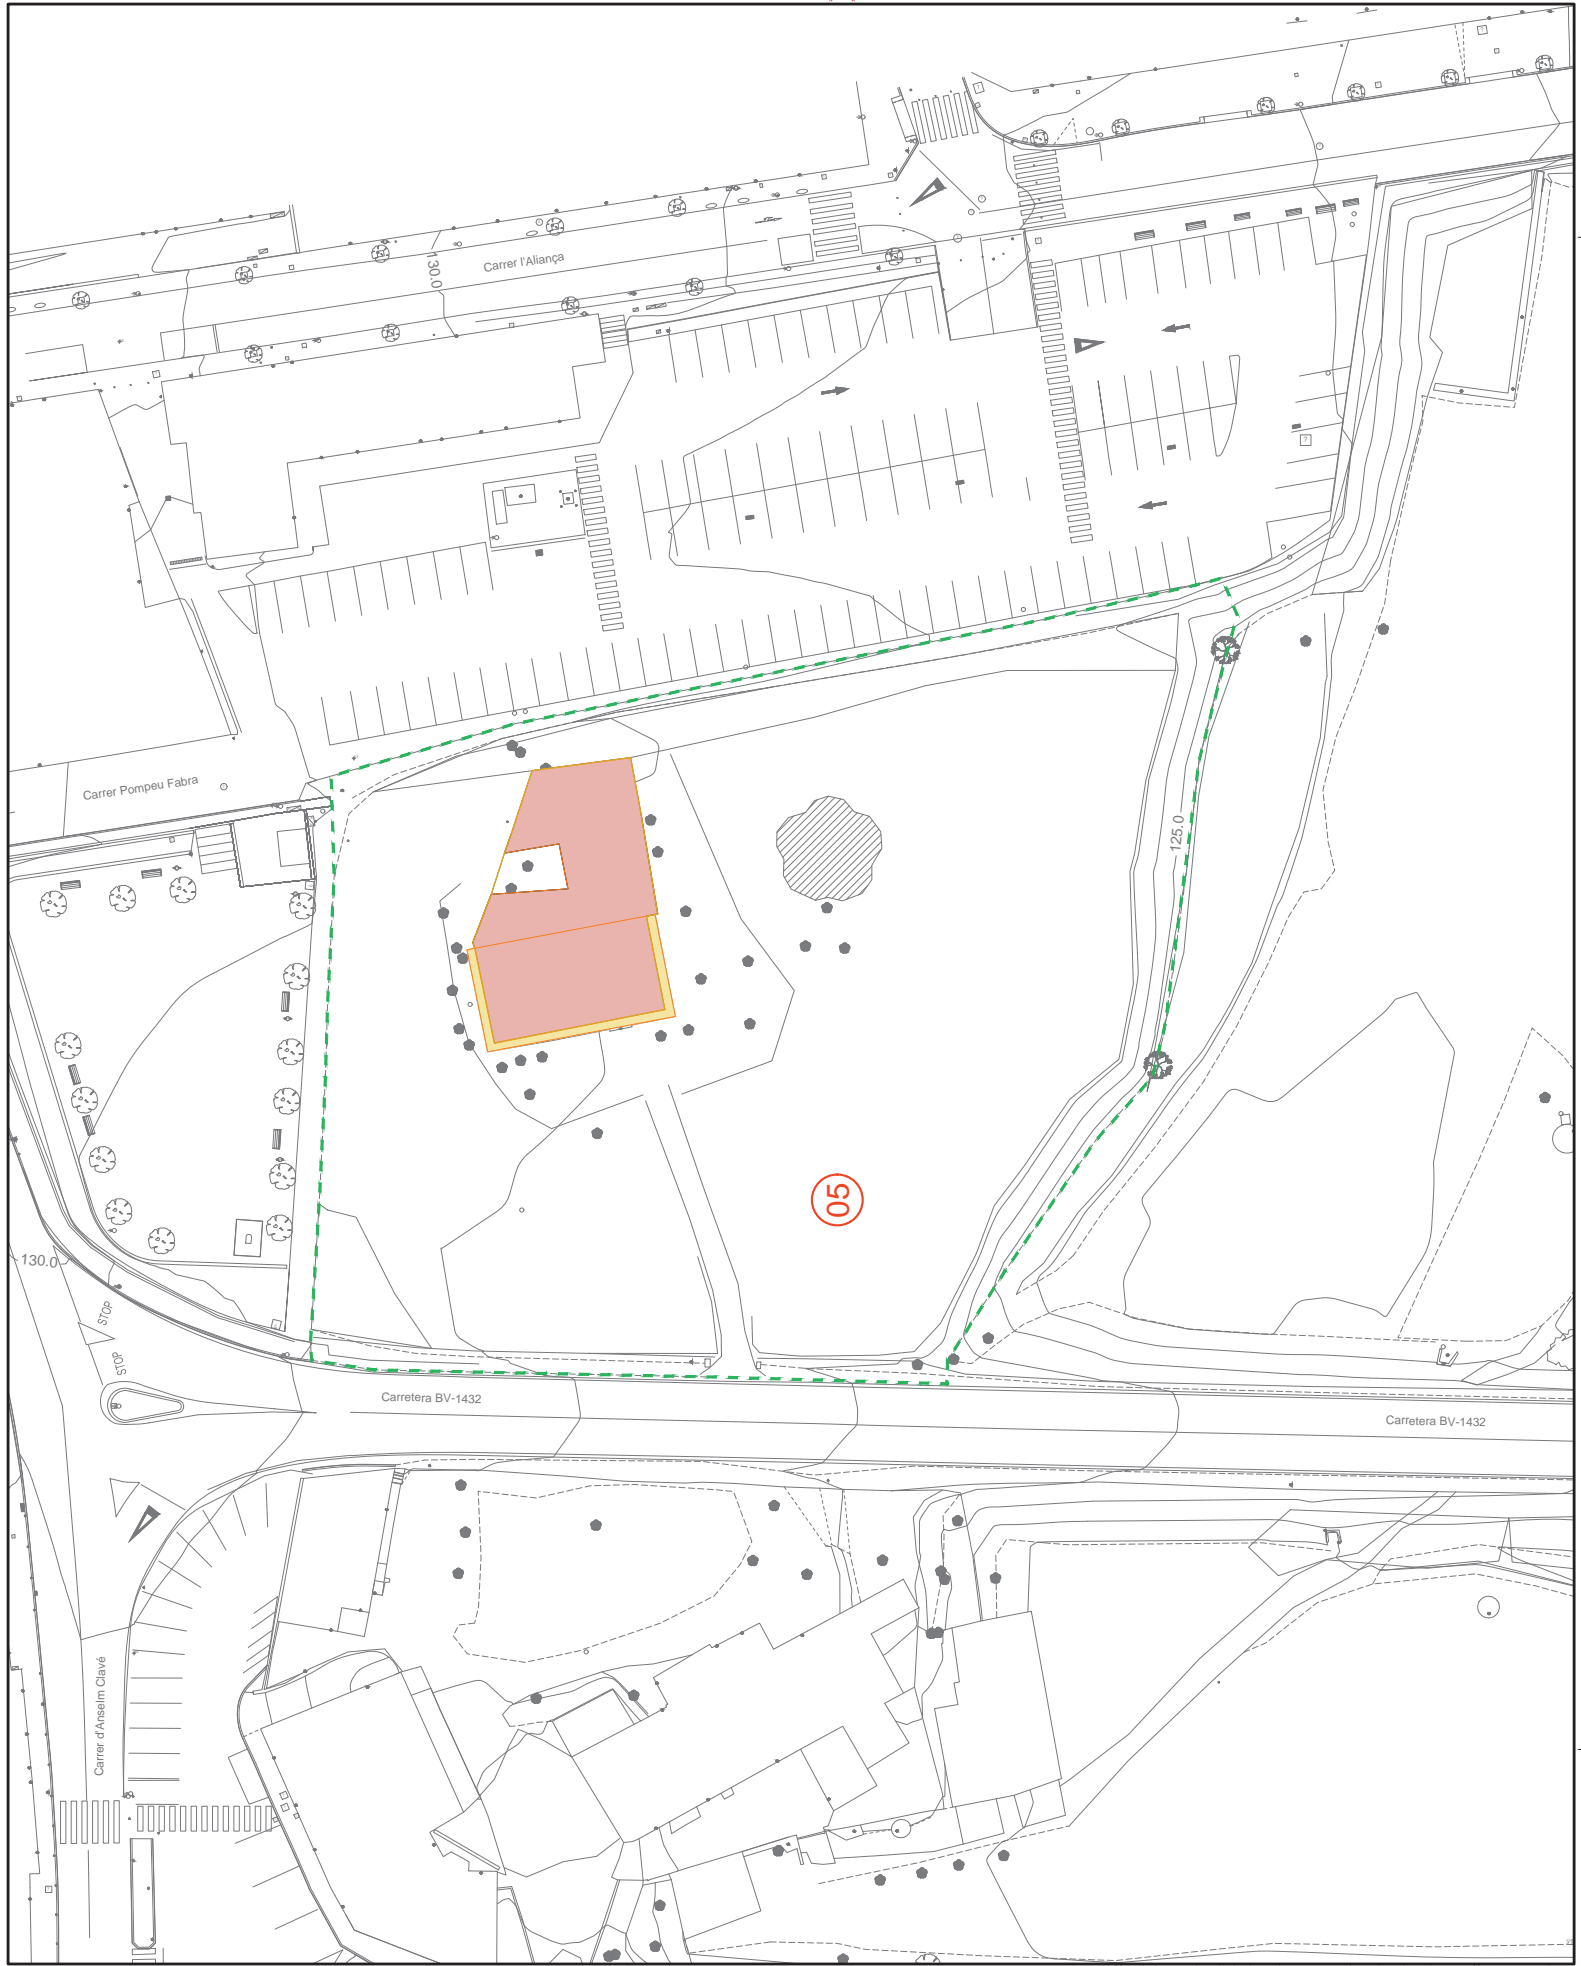 Carrer l'Aliança
130.0
Carrer Pompeu Fabra
125.0
05
130.0
STOP
STOP
Carretera BV-1432
Carretera BV-1432
Carrer d'Anselm Clavé